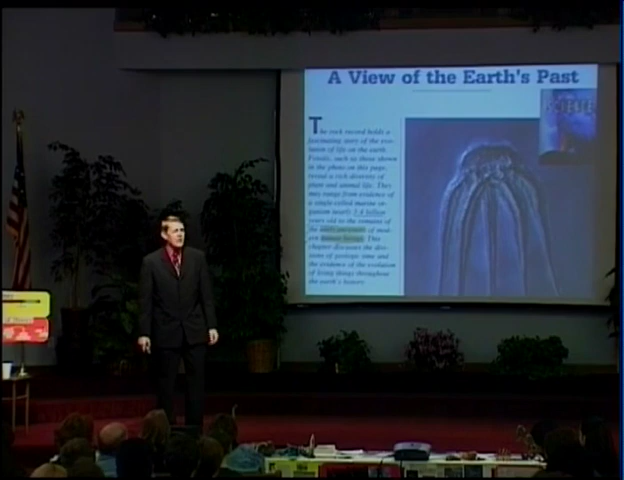 A View of the Earth's Past
The rock record holds a
fascinating story of the evo-
lution of life on the earth.
Fossils, such as those shown
in the photo on this page,
reveal a rich diversity of
plant and animal life. They
may range from evidence of
a single-celled marine or-
ganism nearly 3.4 billion
years old to the remains of
the early ancestors of mod-
ern human beings. This
chapter discusses the divi-
sions of geologic time and
the evidence of the evolution
of living things throughout
the earth's history.